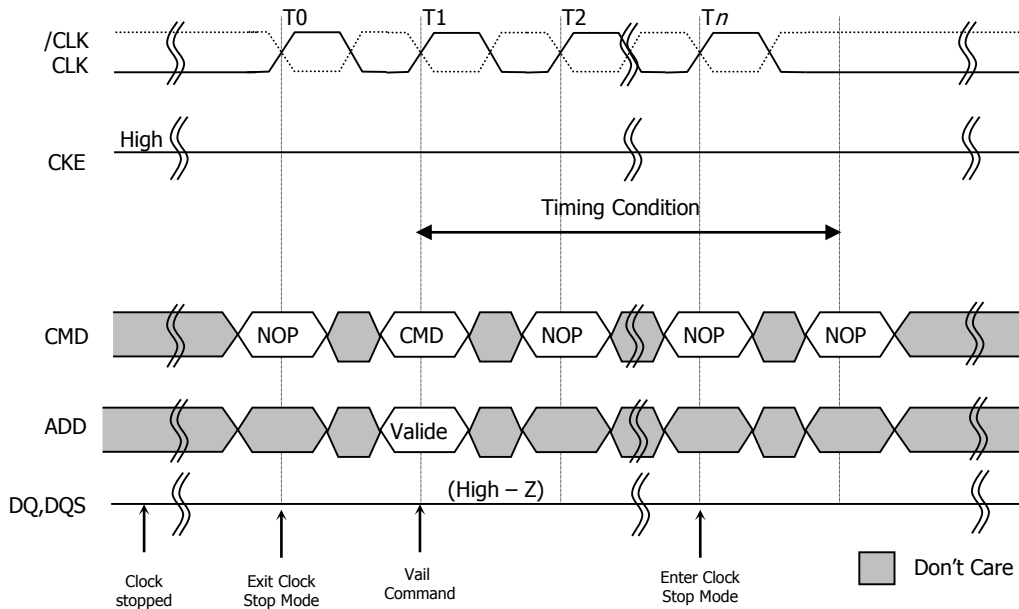 T0 T1 T2 Tn
/CLK
CLK
High
CKE
Timing Condition
CMD NOP CMD NOP NOP NOP
ADD Valide
(High – Z)
DQ,DQS
Clock
stopped
Exit Clock
Stop Mode
Vail
Command
Enter Clock
Stop Mode
Don't Care